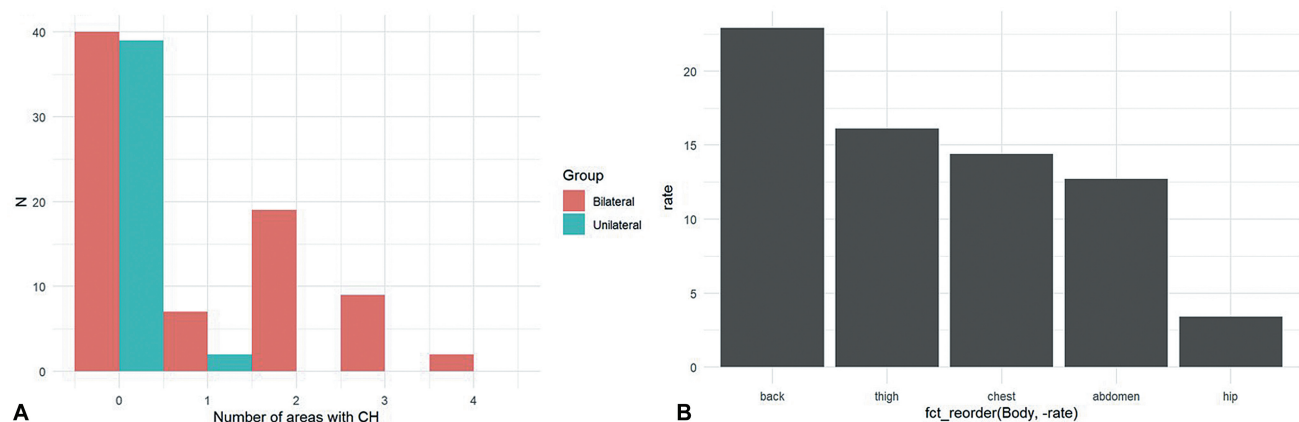 40
30
20
10
0
N
0 1 2 3 4
Number of areas with CH
A
Group
Bilateral
Unilateral
20
15
10
5
0
rate
back thigh chest abdomen hip
fct_reorder(Body, -rate)
B